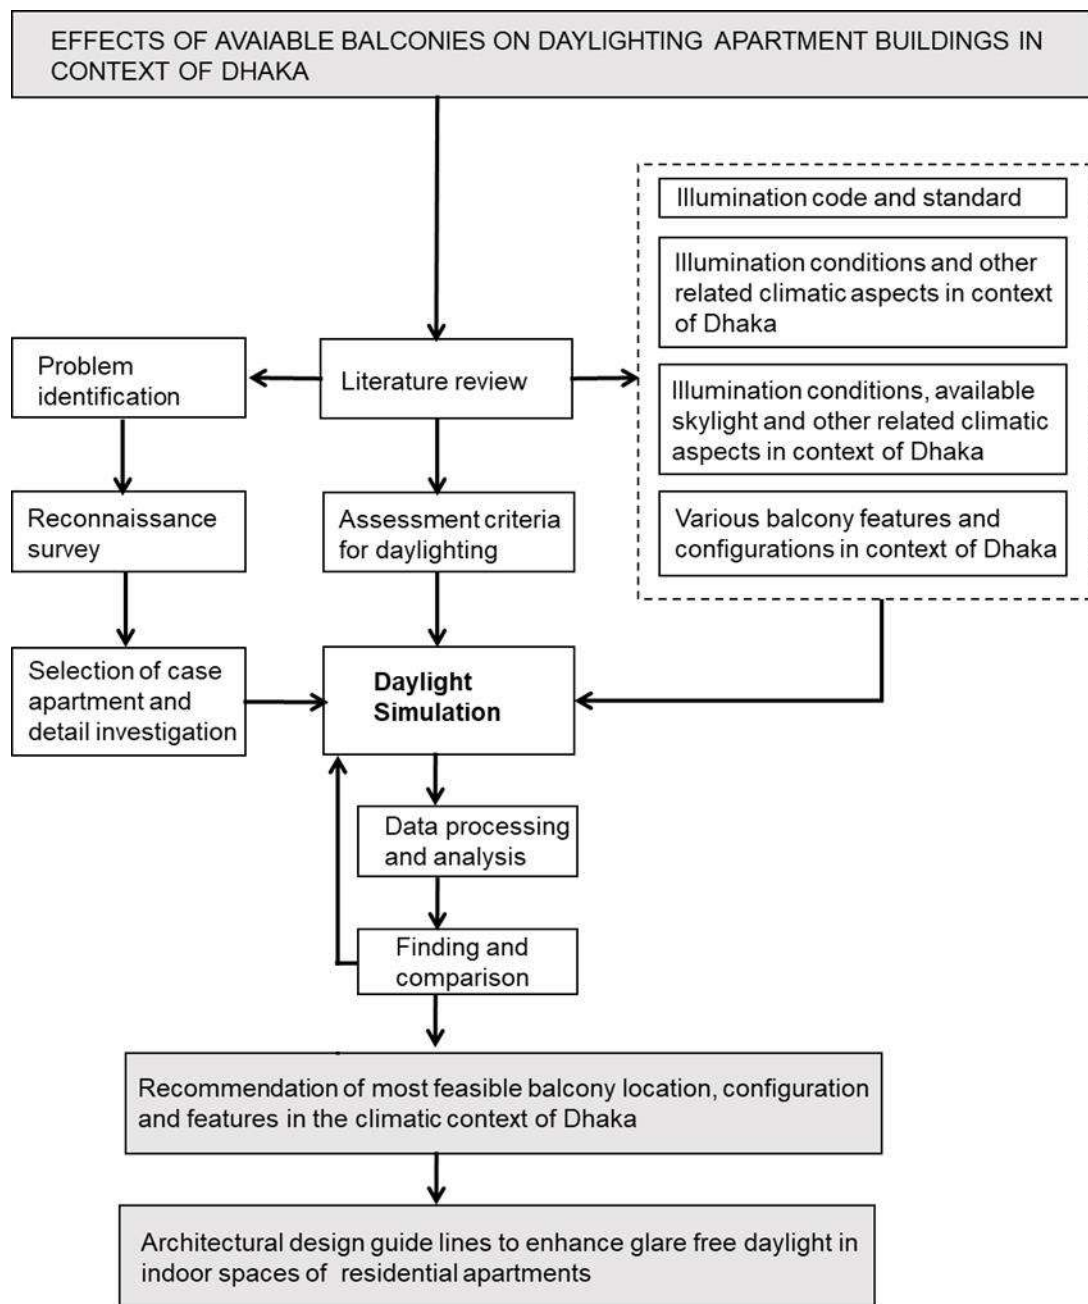 EFFECTS OF AVAIABLE BALCONIES ON DAYLIGHTING APARTMENT BUILDINGS IN
CONTEXT OF DHAKA
Illumination code and standard
Illumination conditions and other
related climatic aspects in context
of Dhaka
Problem
identification
Literature review
Illumination conditions, available
skylight and other related climatic
aspects in context of Dhaka
Reconnaissance
survey
Assessment criteria
for daylighting
Various balcony features and
configurations in context of Dhaka
Selection of case
apartment and
detail investigation
Daylight
Simulation
Data processing
and analysis
Finding and
comparison
Recommendation of most feasible balcony location, configuration
and features in the climatic context of Dhaka
Architectural design guide lines to enhance glare free daylight in
indoor spaces of residential apartments